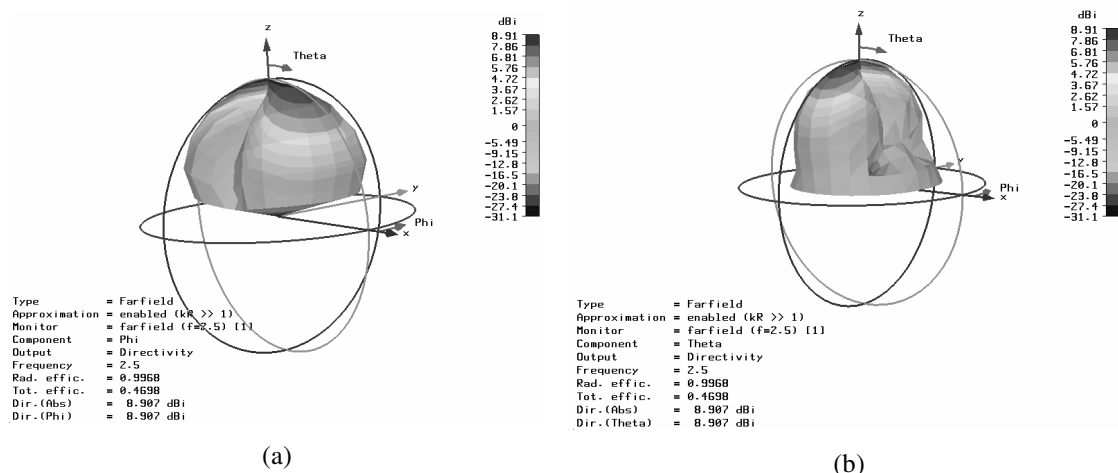 z
Theta
y
Phi
x
dBi
8.91
7.86
6.81
5.76
4.72
3.67
2.62
1.57
0
-5.49
-9.15
-12.8
-16.5
-20.1
-23.8
-27.4
-31.1
Type = Farfield
Approximation = enabled (kR >> 1)
Monitor = farfield (f=2.5) [1]
Component = Phi
Output = Directivity
Frequency = 2.5
Rad. effic. = 0.9968
Tot. effic. = 0.4698
Dir.(Abs) = 8.907 dBi
Dir.(Phi) = 8.907 dBi
(a)
z
Theta
y
Phi
x
dBi
8.91
7.86
6.81
5.76
4.72
3.67
2.62
1.57
0
-5.49
-9.15
-12.8
-16.5
-20.1
-23.8
-27.4
-31.1
Type = Farfield
Approximation = enabled (kR >> 1)
Monitor = farfield (f=2.5) [1]
Component = Theta
Output = Directivity
Frequency = 2.5
Rad. effic. = 0.9968
Tot. effic. = 0.4698
Dir.(Abs) = 8.907 dBi
Dir.(Theta) = 8.907 dBi
(b)